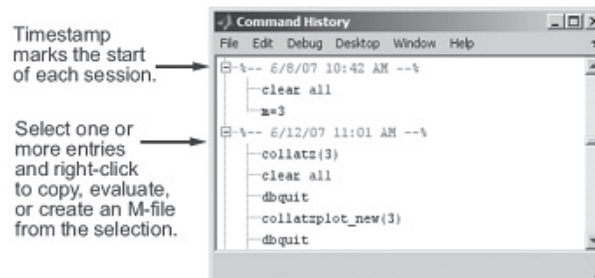 Timestamp
marks the start
of each session.
Select one or
more entries
and right-click
to copy, evaluate,
or create an M-file
from the selection.
Command History
File Edit Debug Desktop Window Help
%-- 6/8/07 10:42 AM --%
clear all
m=3
%-- 6/12/07 11:01 AM --%
collatz(3)
clear all
dbquit
collatzplot_new(3)
dbquit